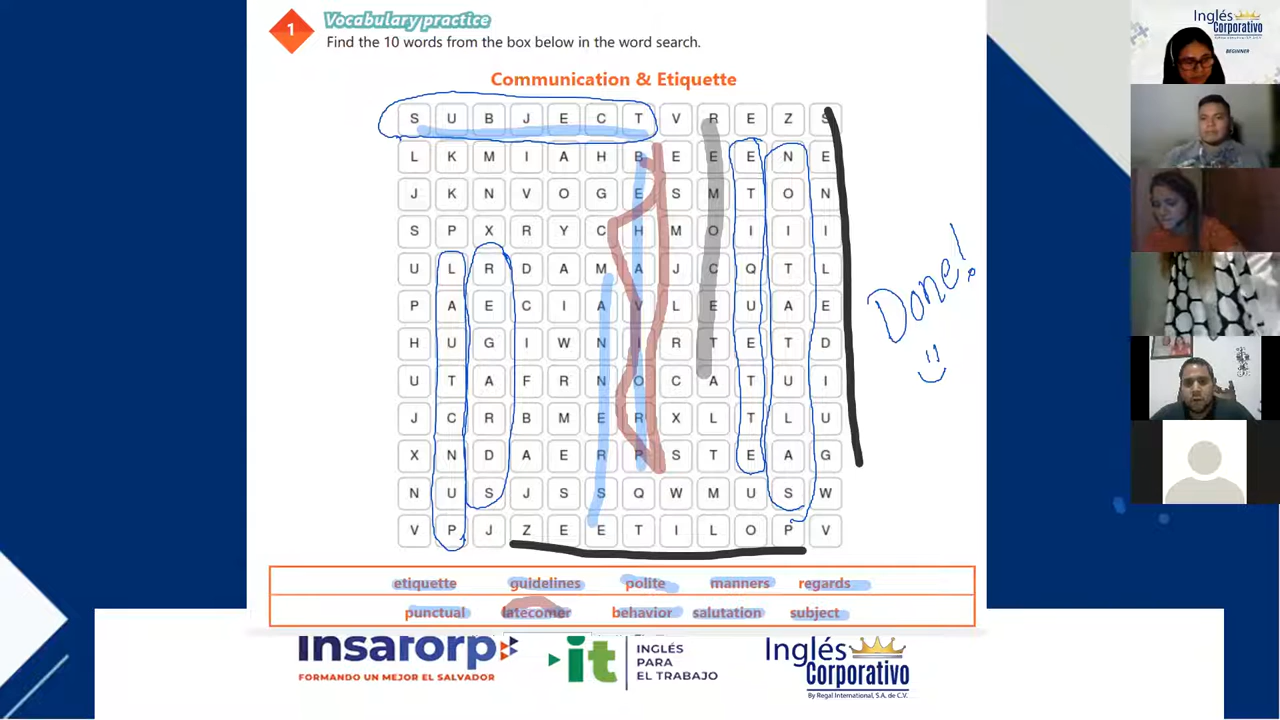 1
Vocabulary practice
Find the 10 words from the box below in the word search.
Communication & Etiquette
S U B J E C T V R E Z S
L K M I A H B E E E N E
J K N V O G E S M T O N
S P X R Y C H M O I I I
U L R D A M A J C Q T L
P A E C I A V L E U A E
H U G I W N I R T E T D
U T A F R N O C A T U I
J C R B M E R X L T L U
X N D A E R P S T E A G
N U S J S S Q W M U S W
V P J Z E E T I L O P V
Done!
etiquette guidelines polite manners regards
punctual latecomer behavior salutation subject
insaforp
FORMANDO UN MEJOR EL SALVADOR
it
INGLÉS
PARA
EL TRABAJO
Inglés
Corporativo
By Regal International, S.A. de C.V.
Inglés
Corporativo
BEGINNER